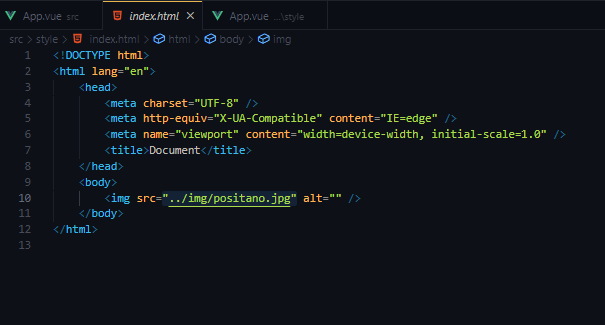 App.vue src index.html × App.vue ...\style
src > style > index.html > html > body > img
1 <!DOCTYPE html>
2 <html lang="en">
3 <head>
4 <meta charset="UTF-8" />
5 <meta http-equiv="X-UA-Compatible" content="IE=edge" />
6 <meta name="viewport" content="width=device-width, initial-scale=1.0" />
7 <title>Document</title>
8 </head>
9 <body>
10 <img src="../img/positano.jpg" alt="" />
11 </body>
12 </html>
13